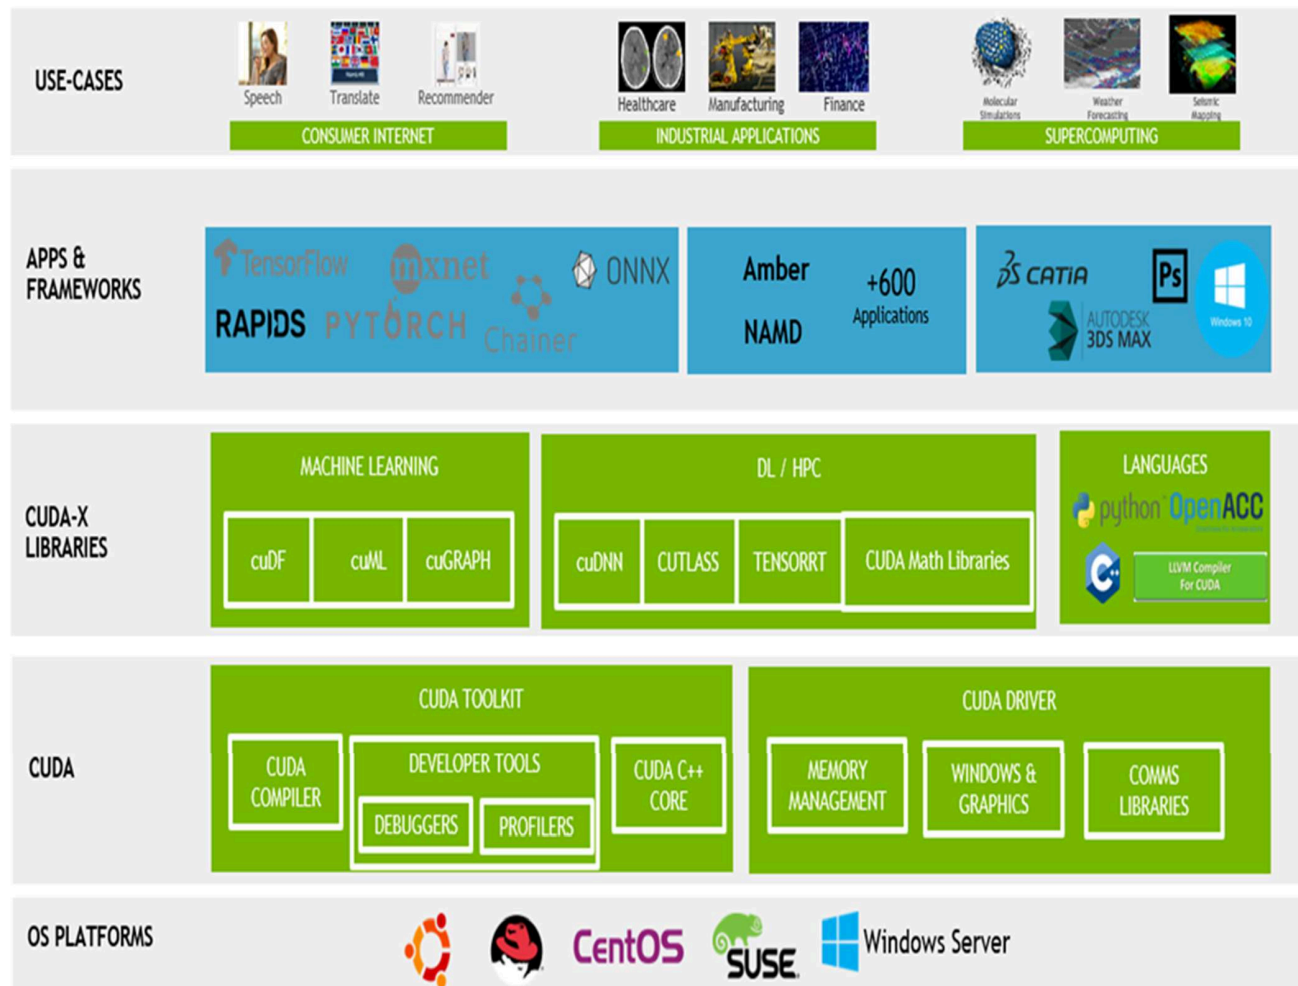 USE-CASES
Speech
Translate
Recommender
CONSUMER INTERNET
Healthcare
Manufacturing
Finance
INDUSTRIAL APPLICATIONS
Molecular
Simulations
Weather
Forecasting
Seismic
Mapping
SUPERCOMPUTING
APPS &
FRAMEWORKS
TensorFlow
mxnet
ONNX
RAPIDS
PYTORCH
Chainer
Amber
NAMD
+600
Applications
3DS CATIA
Ps
AUTODESK
3DS MAX
Windows 10
CUDA-X
LIBRARIES
MACHINE LEARNING
cuDF
cuML
cuGRAPH
DL / HPC
cuDNN
CUTLASS
TENSORRT
CUDA Math Libraries
LANGUAGES
python
OpenACC
C++
LLVM Compiler
For CUDA
CUDA
CUDA TOOLKIT
CUDA
COMPILER
DEVELOPER TOOLS
DEBUGGERS
PROFILERS
CUDA C++
CORE
CUDA DRIVER
MEMORY
MANAGEMENT
WINDOWS &
GRAPHICS
COMMS
LIBRARIES
OS PLATFORMS
CentOS
SUSE
Windows Server